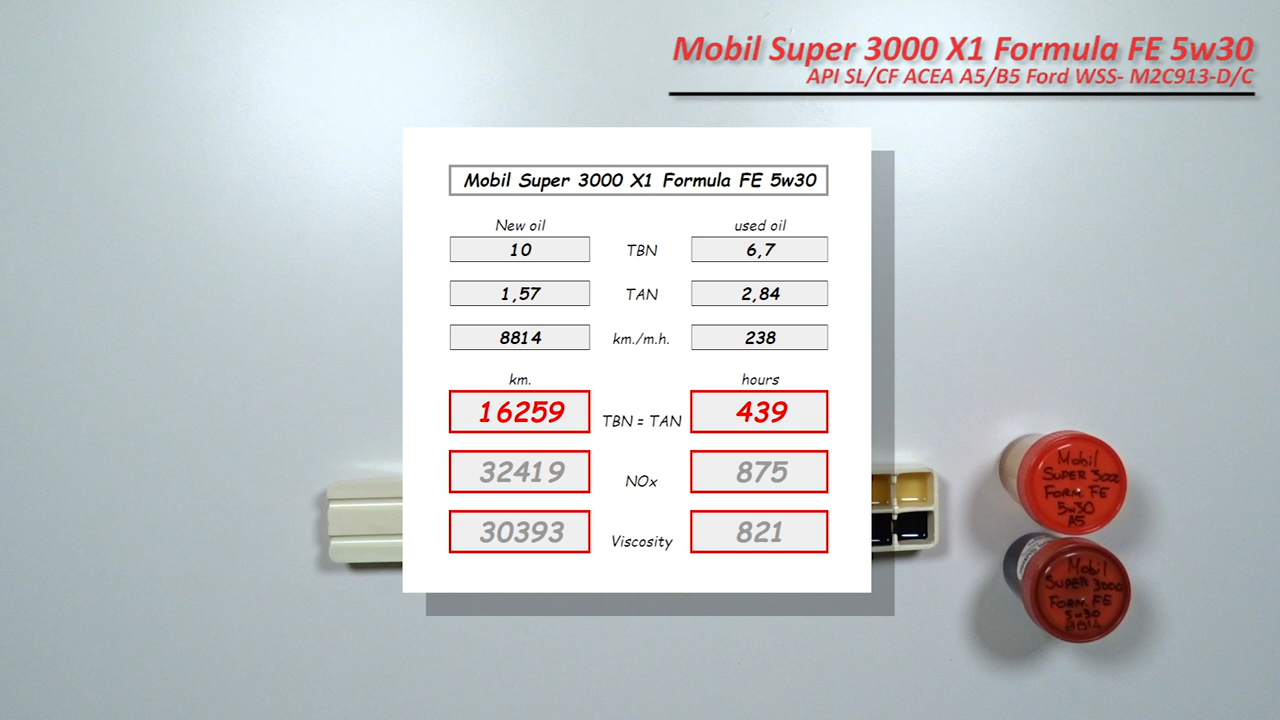 Mobil Super 3000 X1 Formula FE 5w30
API SL/CF ACEA A5/B5 Ford WSS- M2C913-D/C
Mobil Super 3000 X1 Formula FE 5w30
New oil used oil
10 TBN 6,7
1,57 TAN 2,84
8814 km./m.h. 238
km. hours
16259 TBN = TAN 439
32419 NOx 875
30393 Viscosity 821
Mobil
SUPER 3000
FORM. FE
5w30
A5
Mobil
SUPER 3000
FORM. FE
5w30
8814